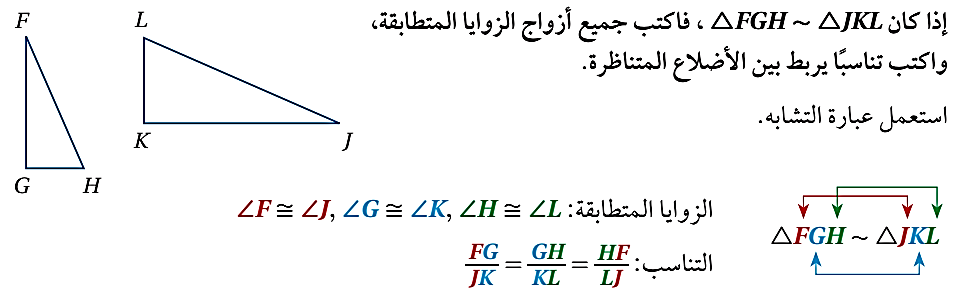 إذا كان △FGH ~ △JKL ، فاكتب جميع أزواج الزوايا المتطابقة،
واكتب تناسبًا يربط بين الأضلاع المتناظرة.
استعمل عبارة التشابه.
F
G
H
L
K
J
△FGH ~ △JKL
الزوايا المتطابقة: ∠F ≅ ∠J, ∠G ≅ ∠K, ∠H ≅ ∠L
التناسب: FG/JK = GH/KL = HF/LJ